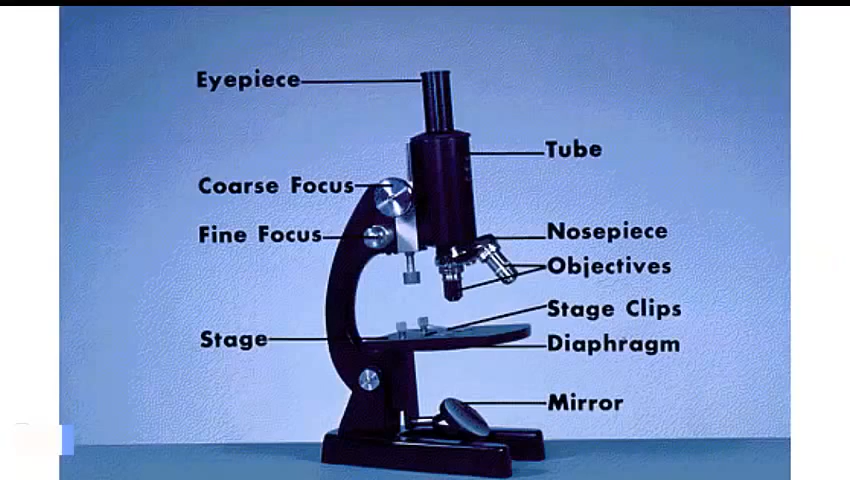 Eyepiece
Tube
Coarse Focus
Fine Focus
Nosepiece
Objectives
Stage Clips
Stage
Diaphragm
Mirror